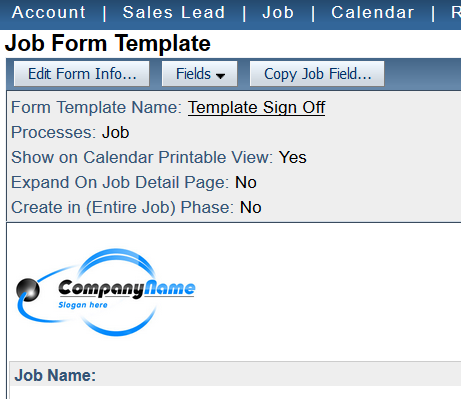 Account | Sales Lead | Job | Calendar | R
Job Form Template
Edit Form Info... Fields Copy Job Field...
Form Template Name: Template Sign Off
Processes: Job
Show on Calendar Printable View: Yes
Expand On Job Detail Page: No
Create in (Entire Job) Phase: No
CompanyName
Slogan here
Job Name: